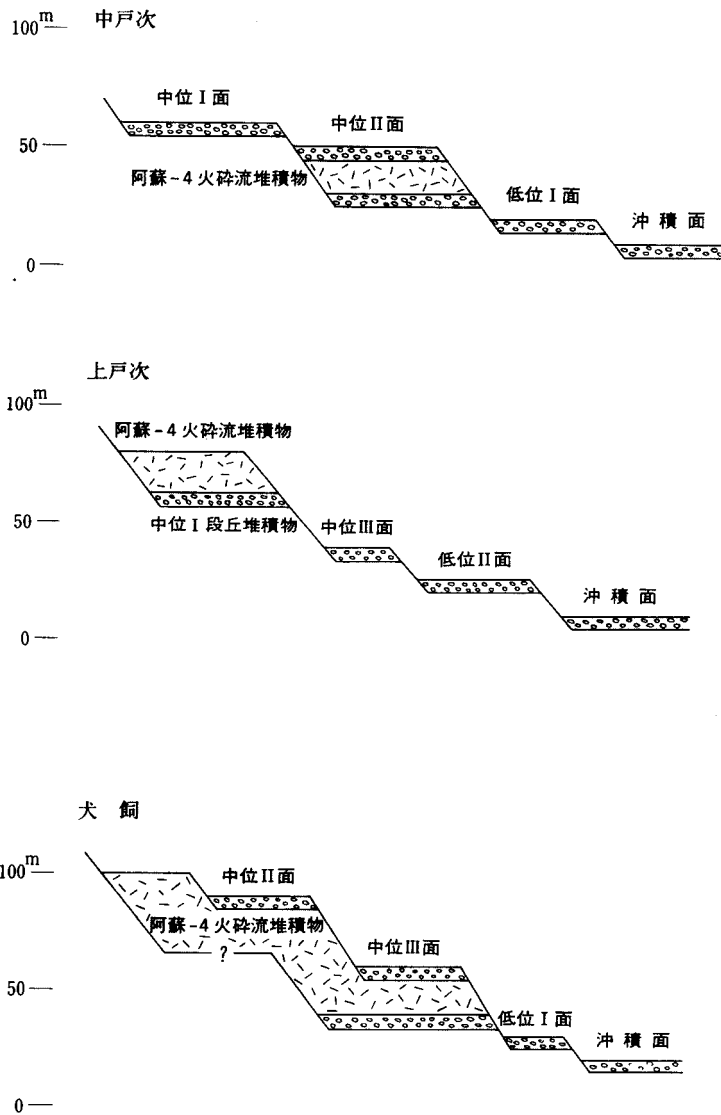 中戸次
100m
中位Ⅰ面
中位Ⅱ面
50
阿蘇-4火砕流堆積物
低位Ⅰ面
沖積面
0
上戸次
100m
阿蘇-4火砕流堆積物
50
中位Ⅰ段丘堆積物
中位Ⅲ面
低位Ⅱ面
沖積面
0
犬飼
100m
中位Ⅱ面
阿蘇-4火砕流堆積物
?
中位Ⅲ面
50
低位Ⅰ面
沖積面
0